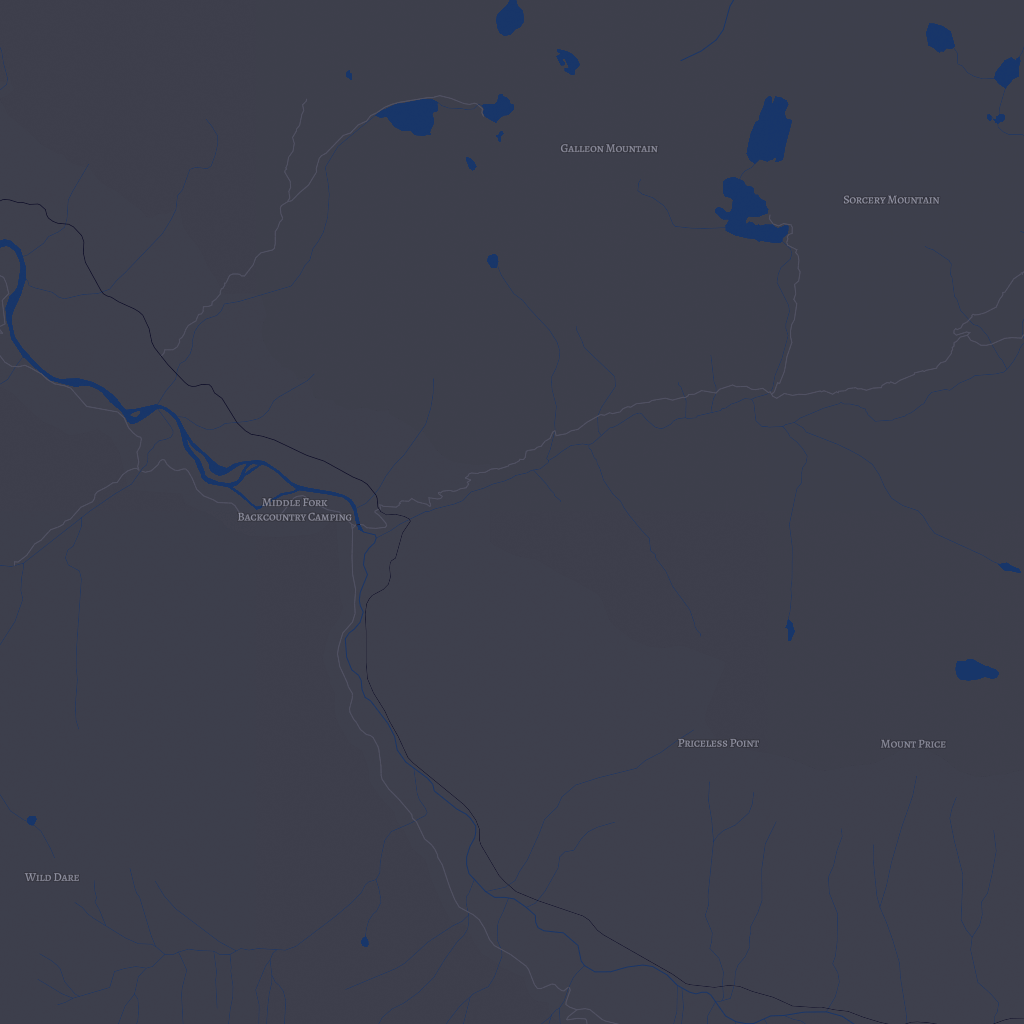 Galleon Mountain
Sorcery Mountain
Middle Fork
Backcountry Camping
Priceless Point
Mount Price
Wild Dare